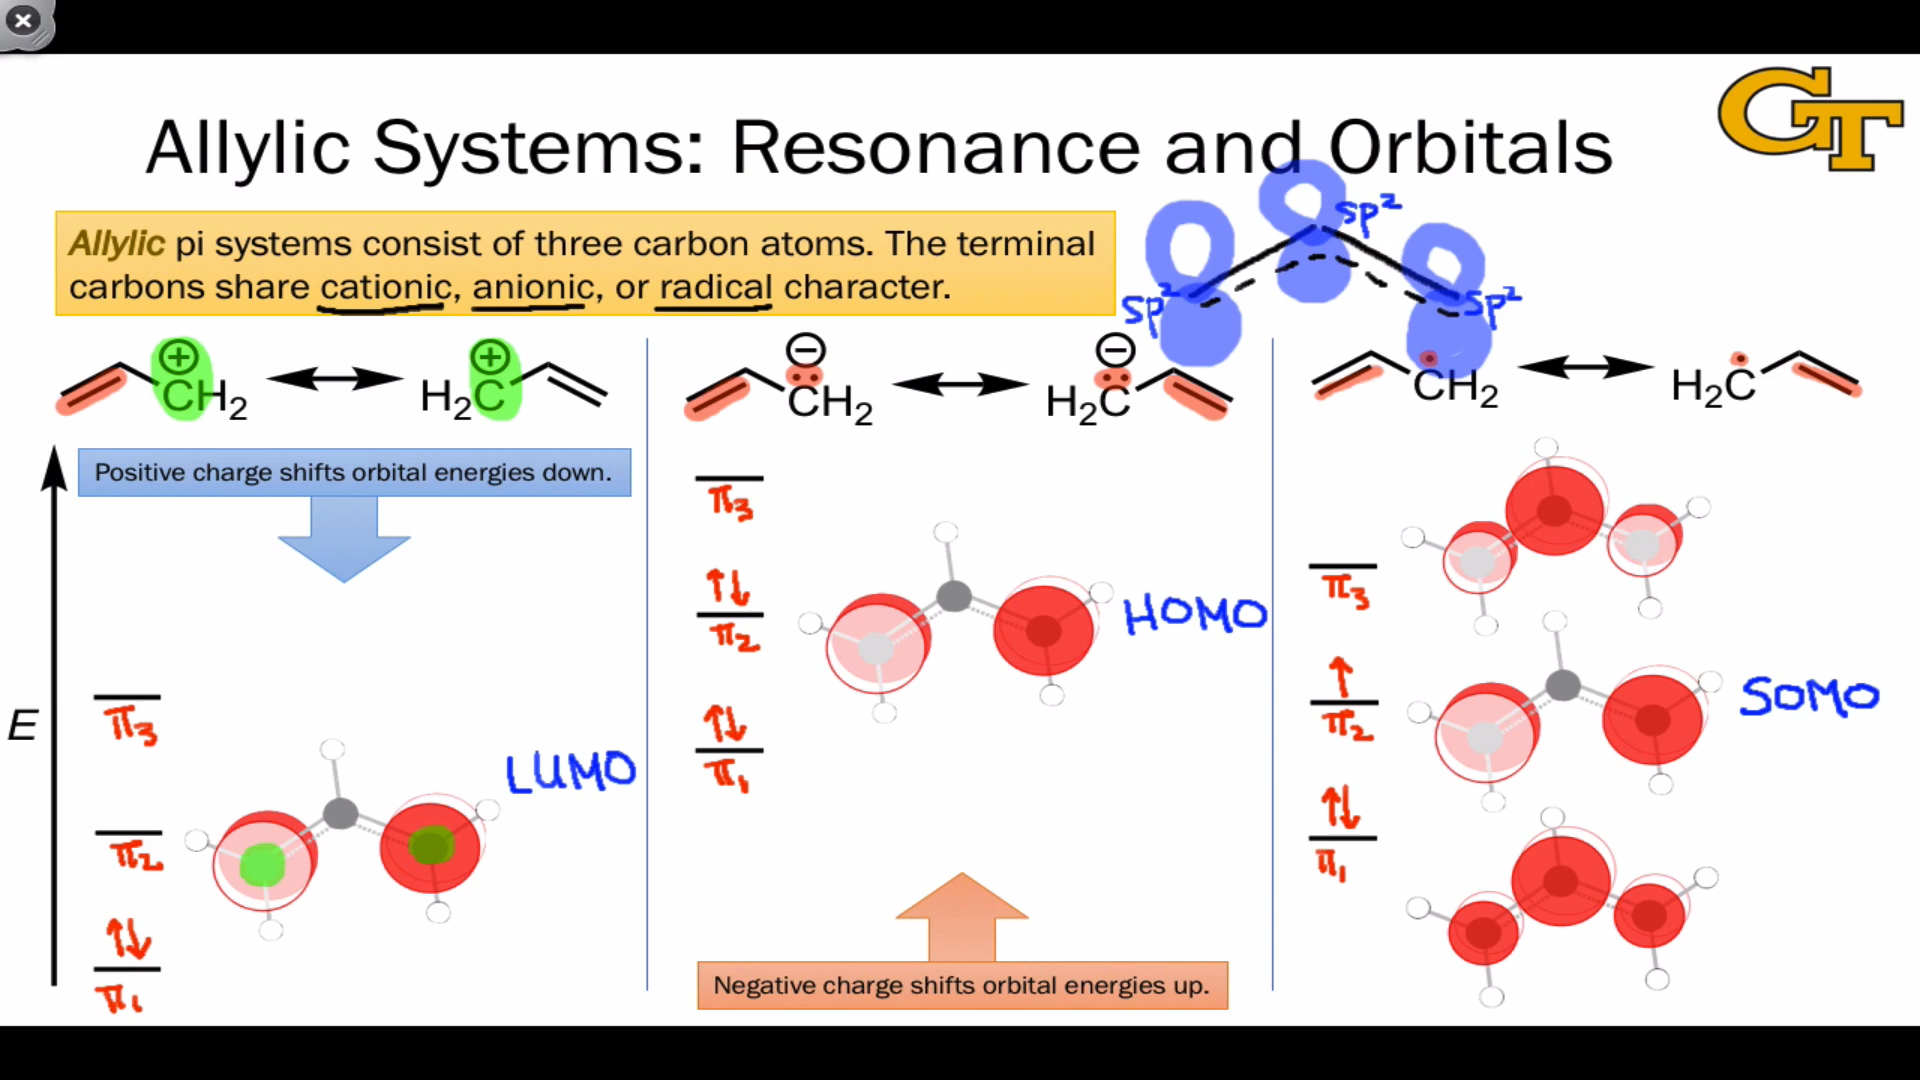 GT
Allylic Systems: Resonance and Orbitals
Allylic pi systems consist of three carbon atoms. The terminal
carbons share cationic, anionic, or radical character.
sp²
sp²
sp²
⊕
CH₂
⊕
H₂C
⊖
CH₂
⊖
H₂C
CH₂
H₂C
Positive charge shifts orbital energies down.
E
π₃
π₂
↑↓
π₁
LUMO
π₃
↑↓
π₂
↑↓
π₁
HOMO
Negative charge shifts orbital energies up.
π₃
↑
π₂
↑↓
π₁
SOMO